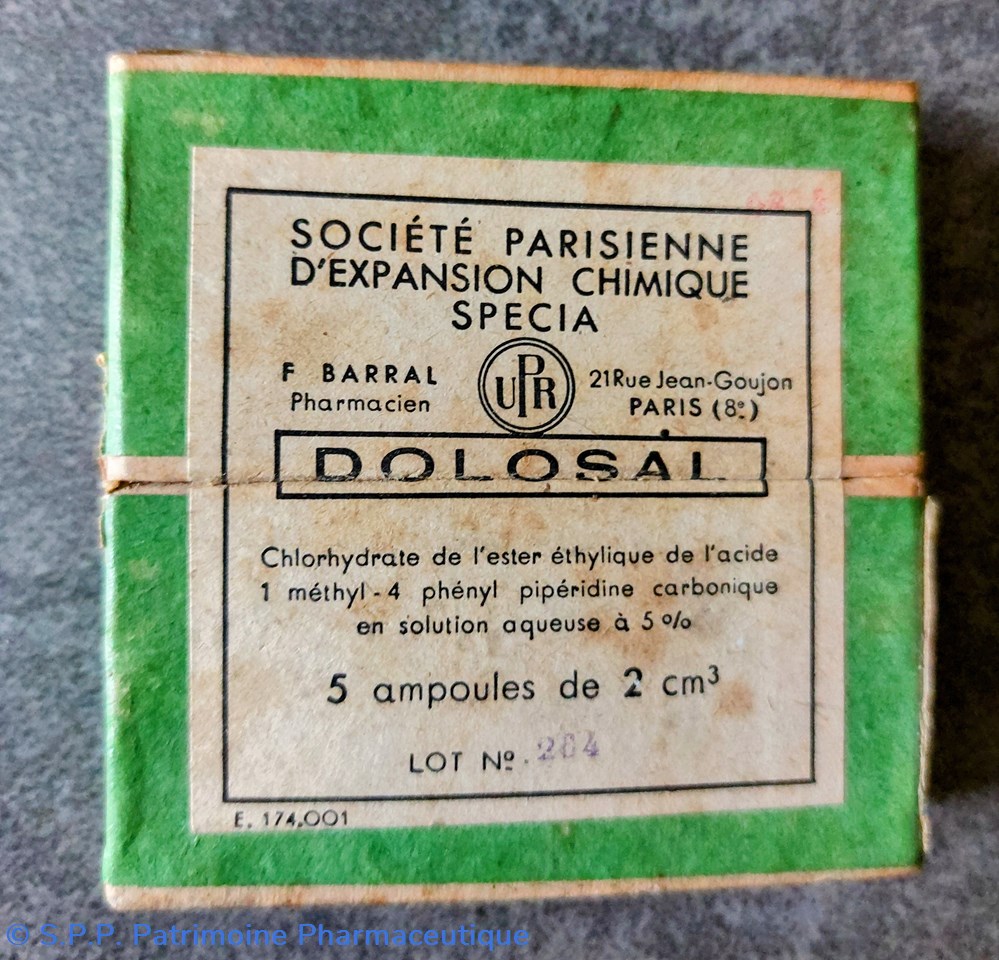 SOCIÉTÉ PARISIENNE
D'EXPANSION CHIMIQUE
SPECIA
F BARRAL
Pharmacien
UPR
21 Rue Jean-Goujon
PARIS (8e)
DOLOSAL
Chlorhydrate de l'ester éthylique de l'acide
1 méthyl-4 phényl pipéridine carbonique
en solution aqueuse à 5%
5 ampoules de 2 cm³
LOT Nº. 264
E. 174.001
© S.P.P. Patrimoine Pharmaceutique